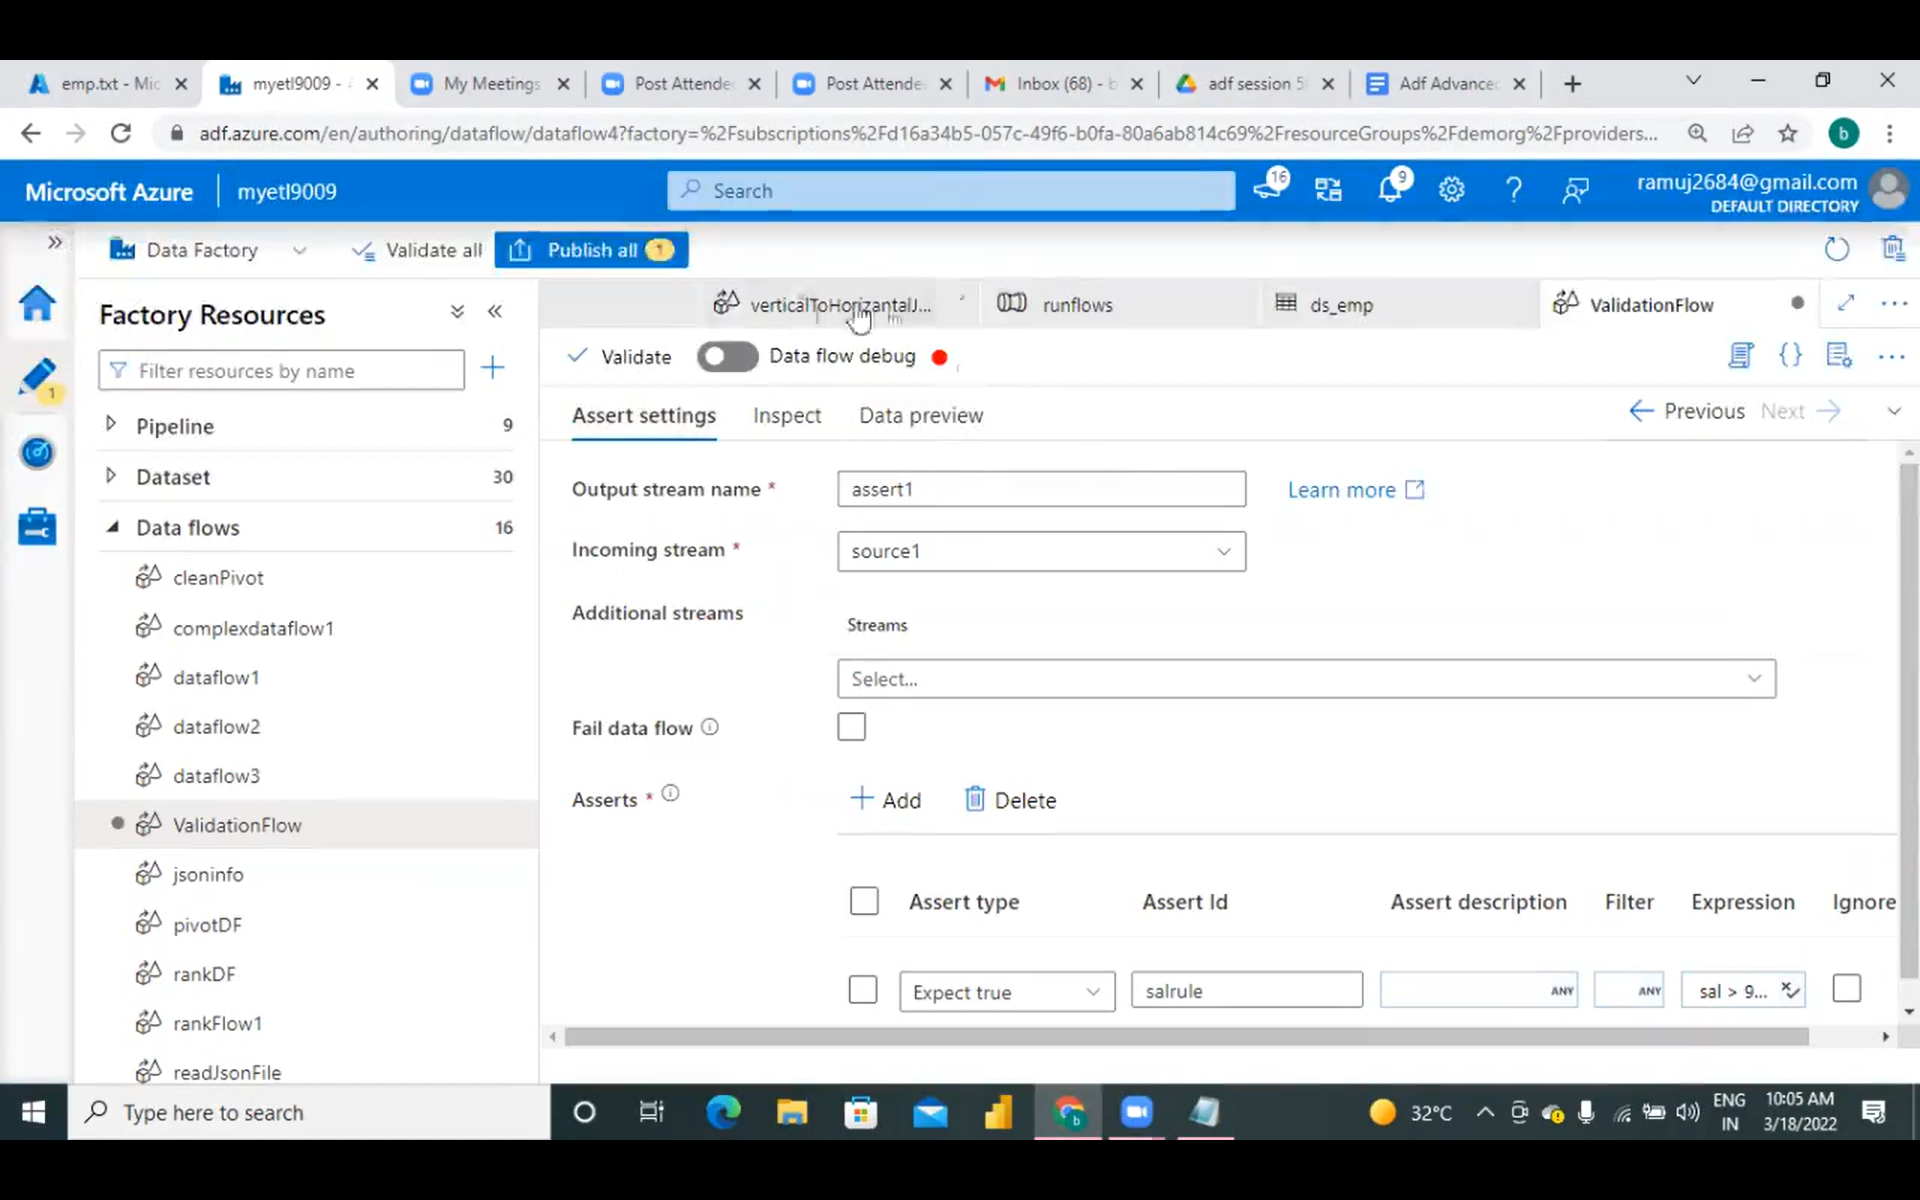 emp.txt - Mic
myetl9009 -
My Meetings
Post Attende
Post Attende
Inbox (68) - b
adf session 5
Adf Advance
adf.azure.com/en/authoring/dataflow/dataflow4?factory=%2Fsubscriptions%2Fd16a34b5-057c-49f6-b0fa-80a6ab814c69%2FresourceGroups%2Fdemorg%2Fproviders...
b
Microsoft Azure
myetl9009
Search
16
9
ramuj2684@gmail.com
DEFAULT DIRECTORY
Data Factory
Validate all
Publish all
1
Factory Resources
verticalToHorizantalJ...
runflows
ds_emp
ValidationFlow
Filter resources by name
Validate
Data flow debug
1
Pipeline 9
Dataset 30
Data flows 16
cleanPivot
complexdataflow1
dataflow1
dataflow2
dataflow3
ValidationFlow
jsoninfo
pivotDF
rankDF
rankFlow1
readJsonFile
Assert settings
Inspect
Data preview
Previous
Next
Output stream name *
assert1
Learn more
Incoming stream *
source1
Additional streams
Streams
Select...
Fail data flow
Asserts *
Add
Delete
Assert type
Assert Id
Assert description
Filter
Expression
Ignore
Expect true
salrule
ANY
ANY
sal > 9...
Type here to search
32°C
ENG
IN
10:05 AM
3/18/2022